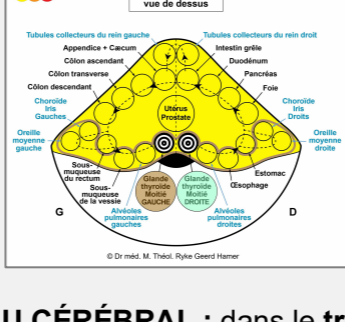 vue de dessus
Tubules collecteurs du rein gauche
Tubules collecteurs du rein droit
Appendice + Cæcum
Intestin grêle
Côlon ascendant
Duodénum
Côlon transverse
Pancréas
Côlon descendant
Foie
Choroïde
Iris
Gauches
Utérus
Prostate
Choroïde
Iris
Droits
Oreille
moyenne
gauche
Oreille
moyenne
droite
Sous-
muqueuse
du rectum
Estomac
Sous-
muqueuse
de la vessie
Glande
thyroïde
Moitié
GAUCHE
Glande
thyroïde
Moitié
DROITE
Œsophage
G
D
Alvéoles
pulmonaires
gauches
Alvéoles
pulmonaires
droites
© Dr méd. M. Théol. Ryke Geerd Hamer
U CÉRÉBRAL : dans le tr